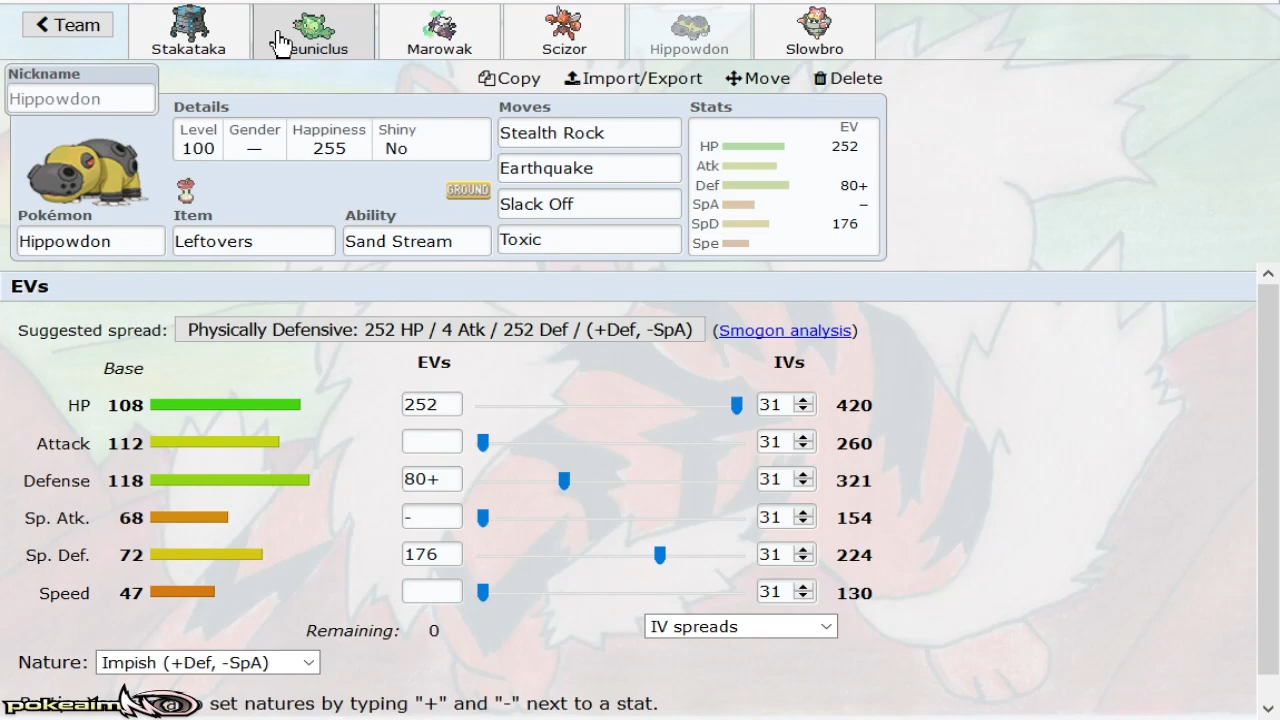 Team
Stakataka
euniclus
Marowak
Scizor
Hippowdon
Slowbro
Nickname
Hippowdon
Copy
Import/Export
Move
Delete
Details
Level
Gender
Happiness
Shiny
100
—
255
No
Moves
Stealth Rock
Earthquake
Slack Off
Toxic
Stats
EV
HP 252
Atk
Def 80+
SpA –
SpD 176
Spe
GROUND
Pokémon
Hippowdon
Item
Leftovers
Ability
Sand Stream
EVs
Suggested spread: Physically Defensive: 252 HP / 4 Atk / 252 Def / (+Def, -SpA) (Smogon analysis)
Base EVs IVs
HP 108 252 31 420
Attack 112 31 260
Defense 118 80+ 31 321
Sp. Atk. 68 - 31 154
Sp. Def. 72 176 31 224
Speed 47 31 130
Remaining: 0
IV spreads
Nature: Impish (+Def, -SpA)
set natures by typing "+" and "-" next to a stat.
pokeaim